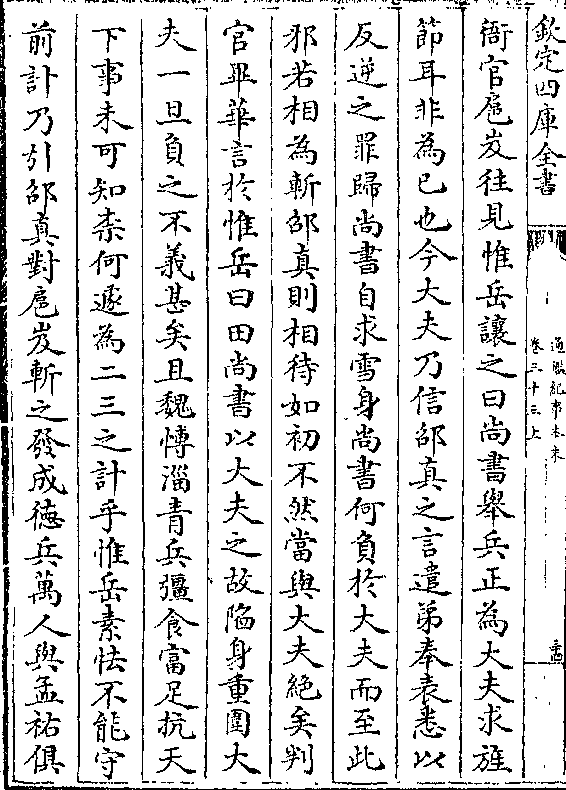 欽定四庫全書
通鑑紀事本末
卷三十三上
衙官扈岌往見惟岳讓之曰尚書舉兵正為大夫求旌
節耳非為已也今大夫乃信邵真之言遣弟奉表悉以
反逆之罪歸尚書自求雪身尚書何負於大夫而至此
邪若相為斬邵真則相待如初不然當與大夫絶矣判
官畢華言於惟岳曰田尚書以大夫之故陷身重圍大
夫一旦負之不義甚矣且魏博淄青兵彊食富足抗天
下事未可知柰何遽為二三之計乎惟岳素怯不能守
前計乃引邵真對扈岌斬之發成徳兵萬人與孟祐俱